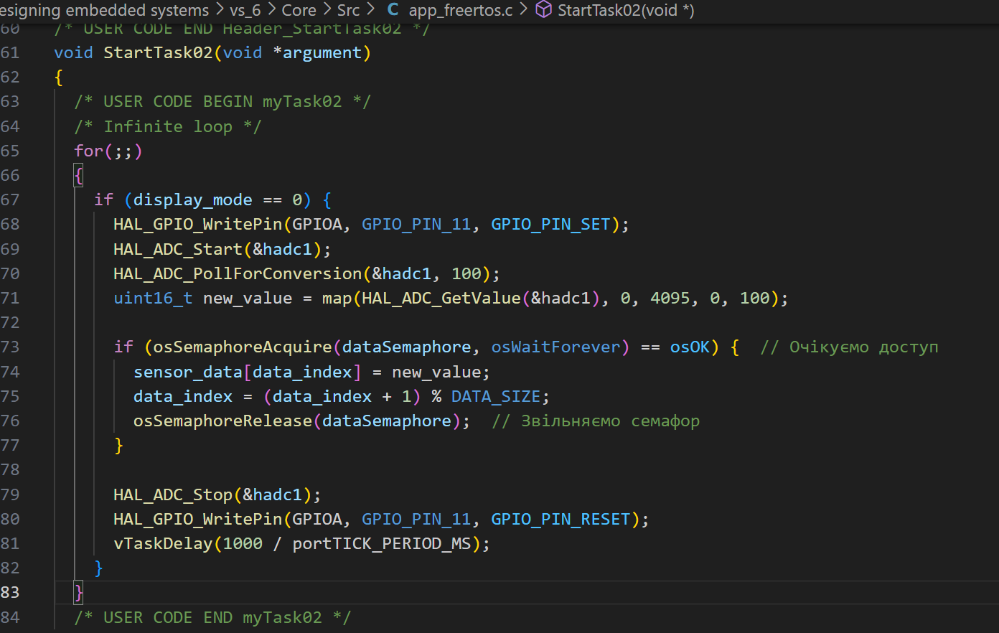 esigning embedded systems > vs_6 > Core > Src > C app_freertos.c > StartTask02(void *)
60 /* USER CODE END Header_StartTask02 */
61 void StartTask02(void *argument)
62 {
63 /* USER CODE BEGIN myTask02 */
64 /* Infinite loop */
65 for(;;)
66 {
67 if (display_mode == 0) {
68 HAL_GPIO_WritePin(GPIOA, GPIO_PIN_11, GPIO_PIN_SET);
69 HAL_ADC_Start(&hadc1);
70 HAL_ADC_PollForConversion(&hadc1, 100);
71 uint16_t new_value = map(HAL_ADC_GetValue(&hadc1), 0, 4095, 0, 100);
72
73 if (osSemaphoreAcquire(dataSemaphore, osWaitForever) == osOK) { // Очікуємо доступ
74 sensor_data[data_index] = new_value;
75 data_index = (data_index + 1) % DATA_SIZE;
76 osSemaphoreRelease(dataSemaphore); // Звільняємо семафор
77 }
78
79 HAL_ADC_Stop(&hadc1);
80 HAL_GPIO_WritePin(GPIOA, GPIO_PIN_11, GPIO_PIN_RESET);
81 vTaskDelay(1000 / portTICK_PERIOD_MS);
82 }
83 }
84 /* USER CODE END myTask02 */